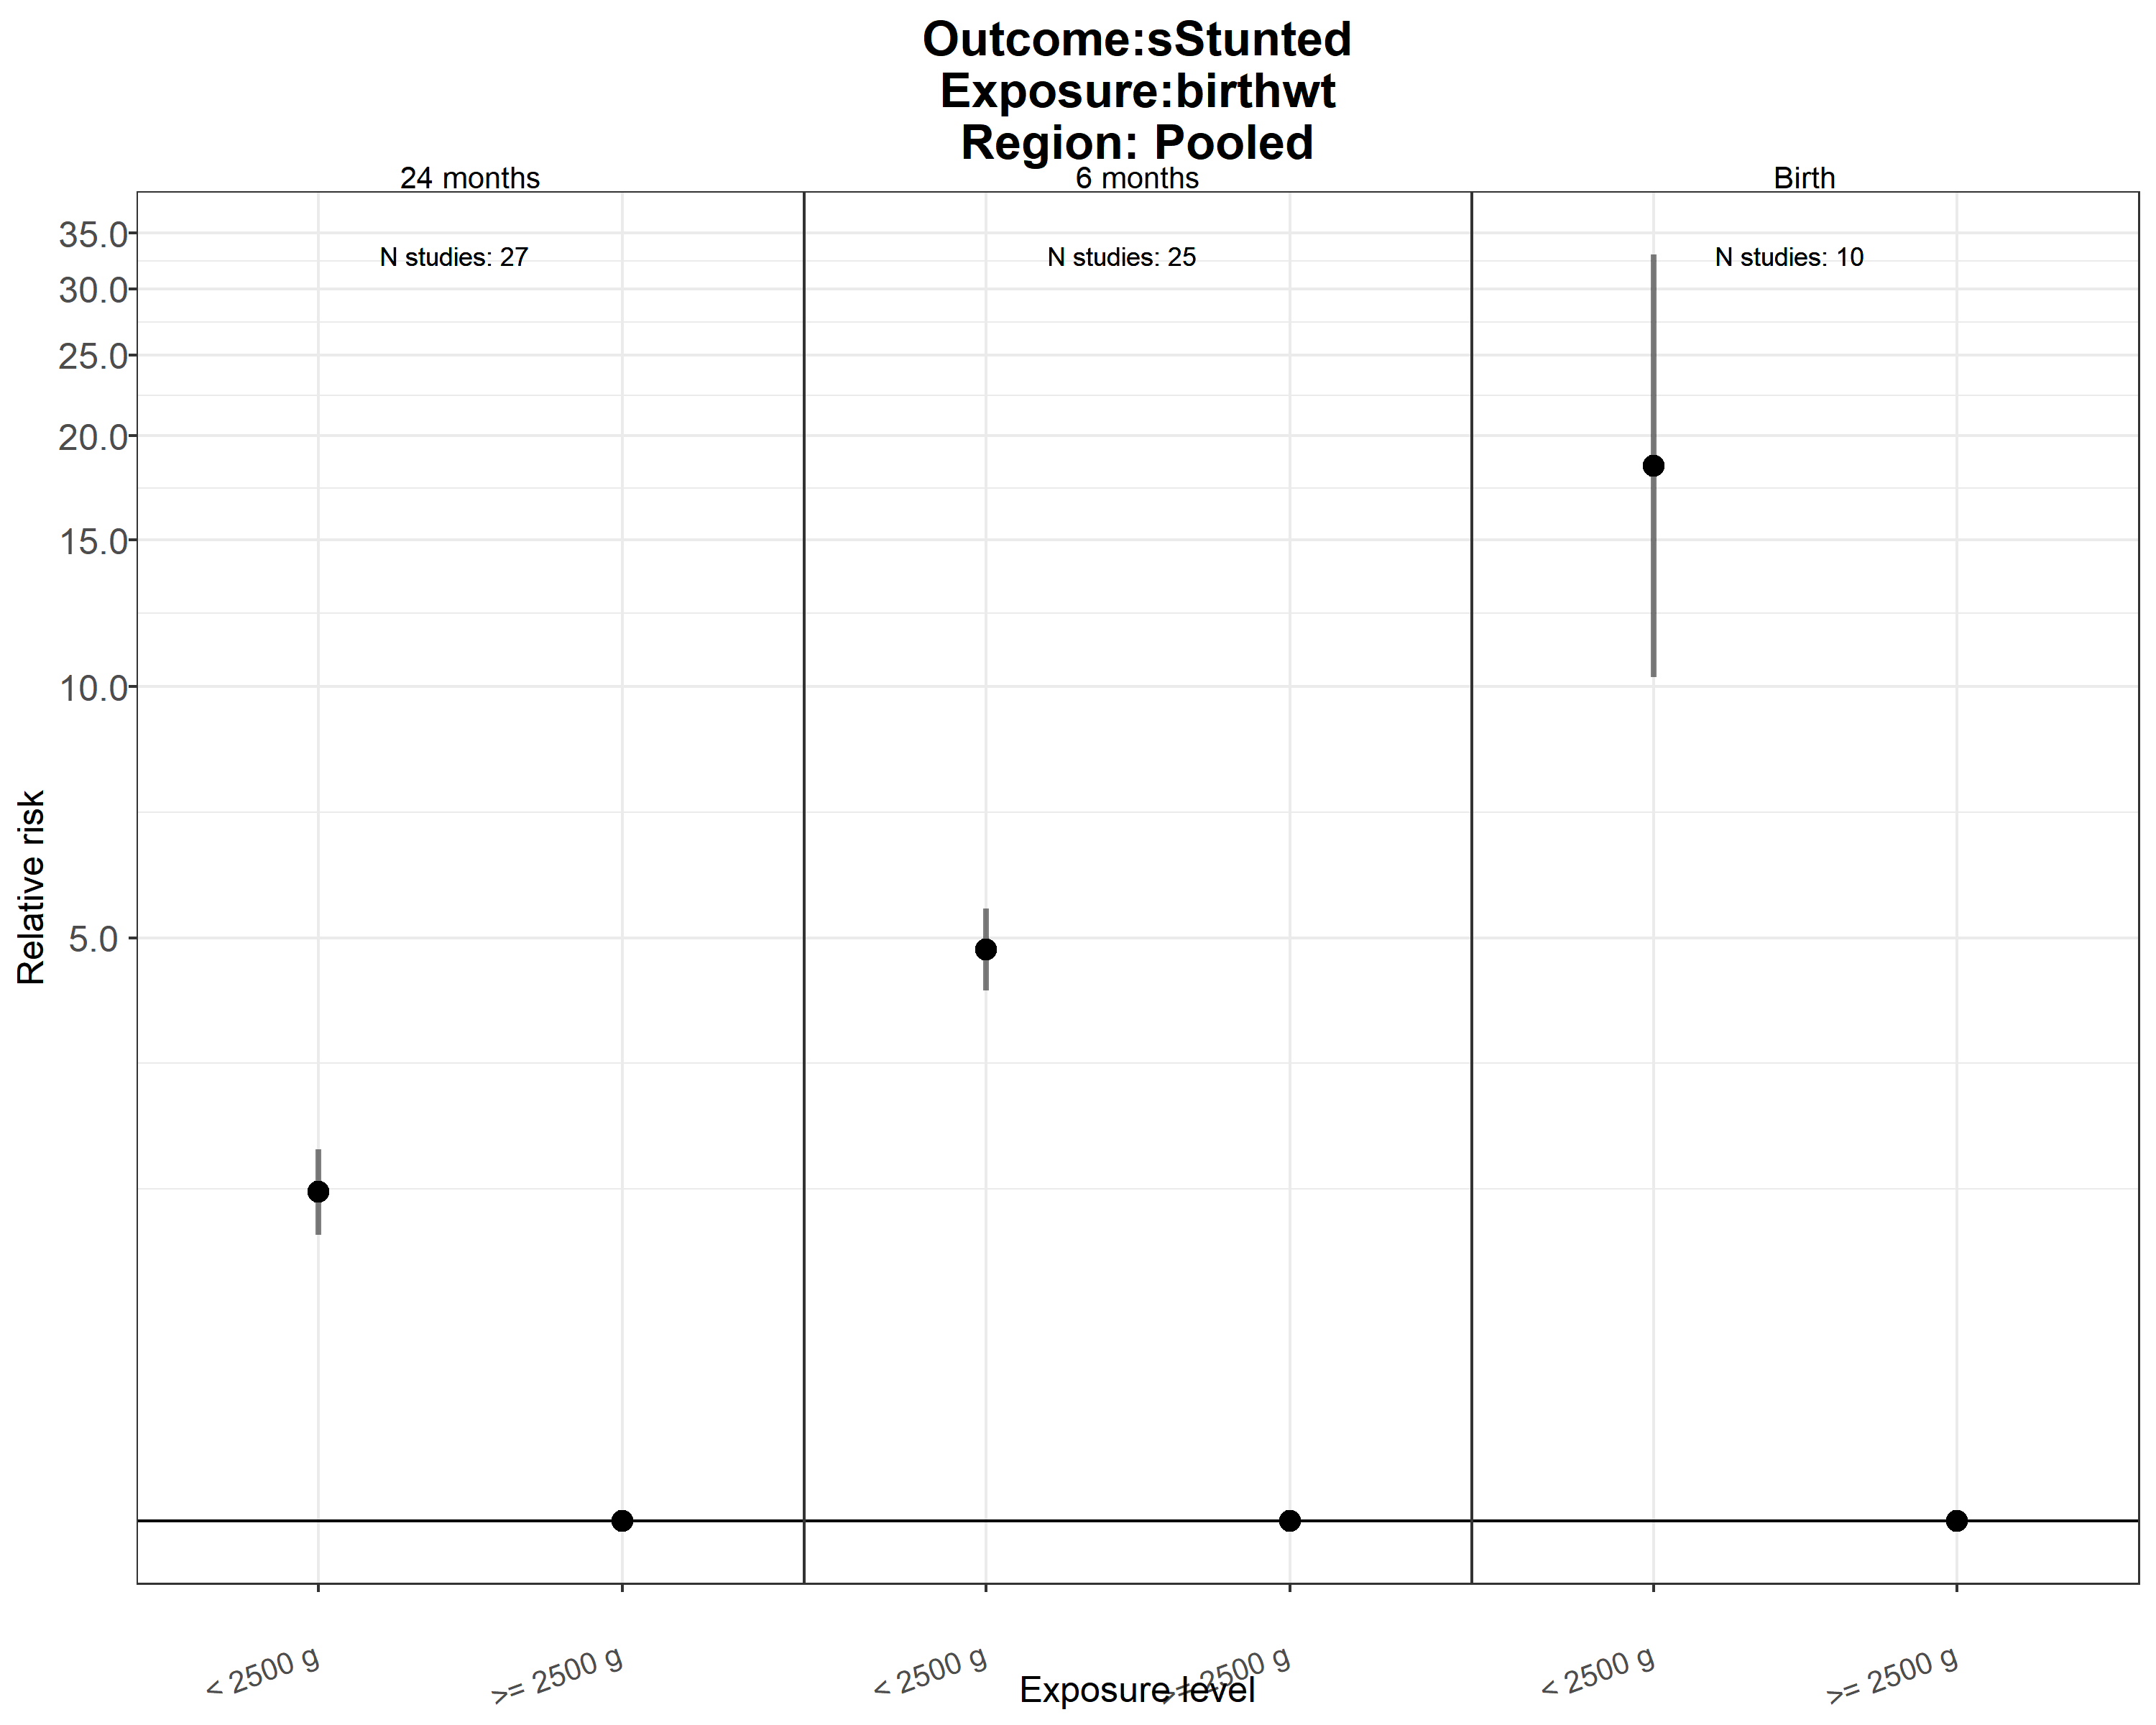 Outcome:sStunted
Exposure:birthwt
Region: Pooled
24 months
6 months
Birth
N studies: 27
N studies: 25
N studies: 10
35.0
30.0
25.0
20.0
15.0
10.0
5.0
Relative risk
< 2500 g
>= 2500 g
< 2500 g
>= 2500 g
< 2500 g
>= 2500 g
Exposure level